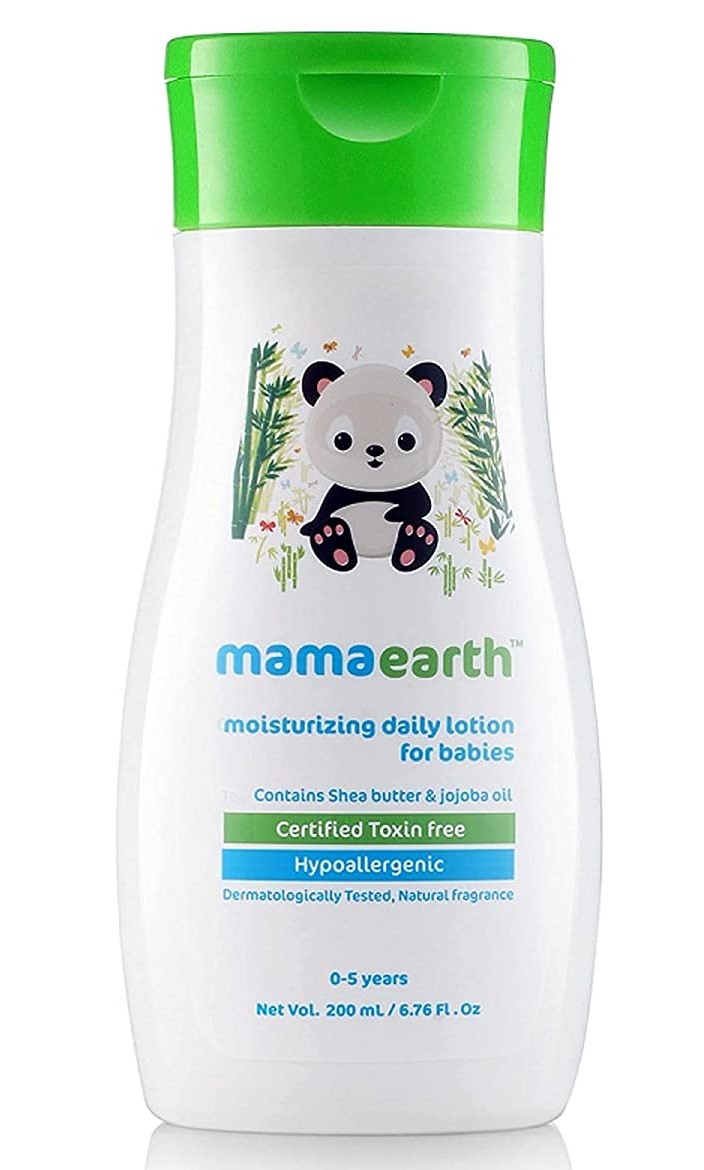 mamaearth™
moisturizing daily lotion
for babies
Contains Shea butter & jojoba oil
Certified Toxin free
Hypoallergenic
Dermatologically Tested, Natural fragrance
0-5 years
Net Vol. 200 mL / 6.76 Fl . Oz